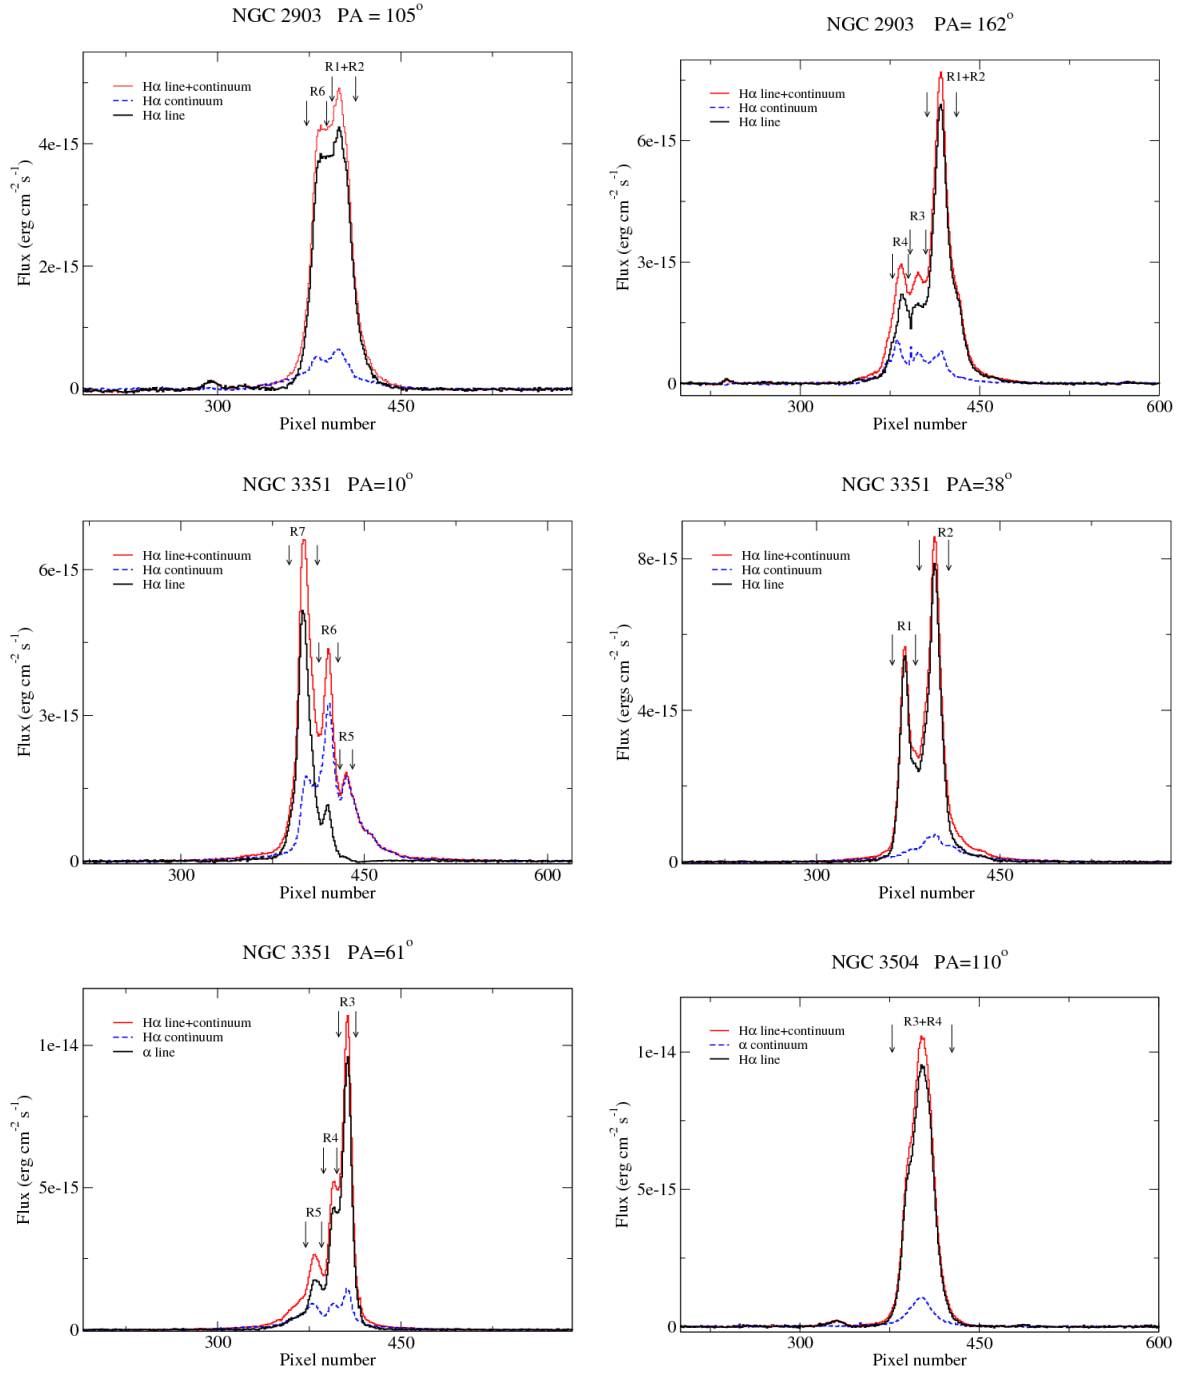 NGC 2903 PA = 105°
R1+R2
R6
Hα line+continuum
Hα continuum
Hα line
4e-15
2e-15
0
300
450
Flux (erg cm⁻² s⁻¹)
Pixel number
NGC 2903 PA= 162°
R1+R2
R3
R4
Hα line+continuum
Hα continuum
Hα line
6e-15
3e-15
0
300
450
600
Flux (erg cm⁻² s⁻¹)
Pixel number
NGC 3351 PA=10°
R7
R6
R5
Hα line+continuum
Hα continuum
Hα line
6e-15
3e-15
0
300
450
600
Flux (erg cm⁻² s⁻¹)
Pixel number
NGC 3351 PA=38°
R2
R1
Hα line+continuum
Hα continuum
Hα line
8e-15
4e-15
0
300
450
Flux (ergs cm⁻² s⁻¹)
Pixel number
NGC 3351 PA=61°
R3
R4
R5
Hα line+continuum
Hα continuum
α line
1e-14
5e-15
0
300
450
Flux (erg cm⁻² s⁻¹)
Pixel number
NGC 3504 PA=110°
R3+R4
Hα line+continuum
α continuum
Hα line
1e-14
5e-15
0
300
450
600
Flux (erg cm⁻² s⁻¹)
Pixel number